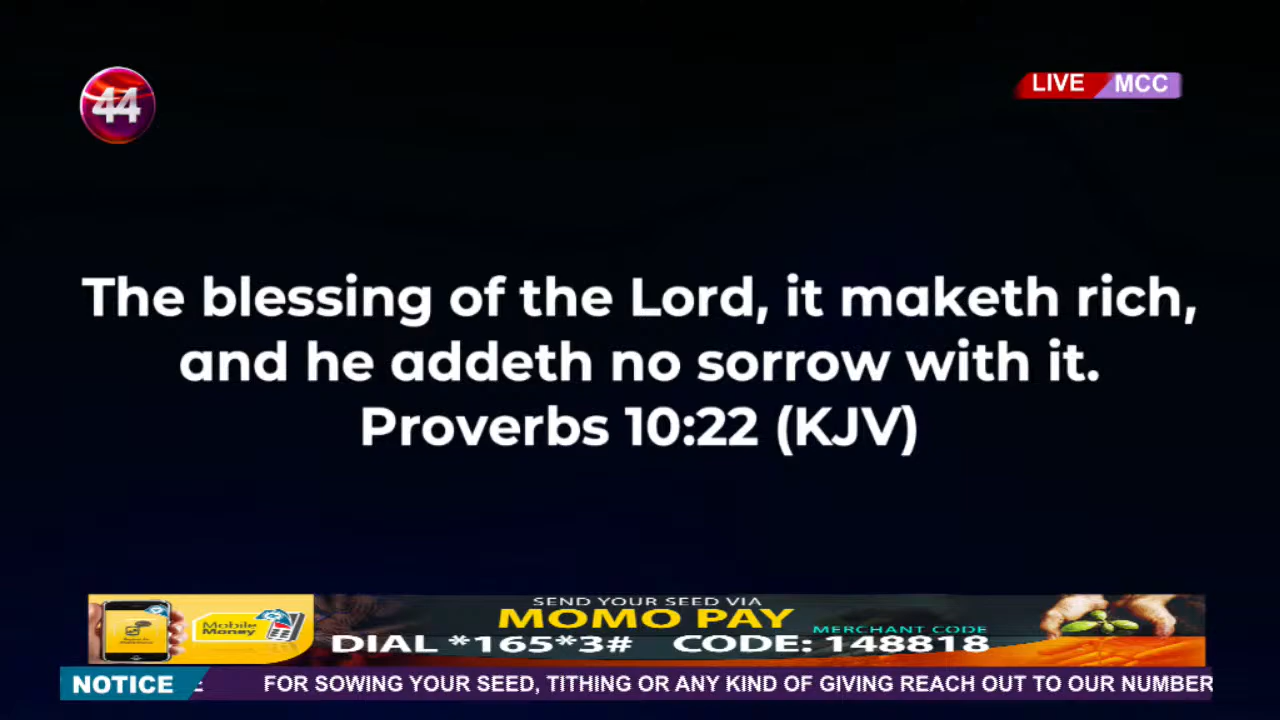 44
LIVE MCC
The blessing of the Lord, it maketh rich,
and he addeth no sorrow with it.
Proverbs 10:22 (KJV)
SEND YOUR SEED VIA
MOMO PAY
Mobile
Money
MERCHANT CODE
DIAL *165*3# CODE: 148818
NOTICE FOR SOWING YOUR SEED, TITHING OR ANY KIND OF GIVING REACH OUT TO OUR NUMBER